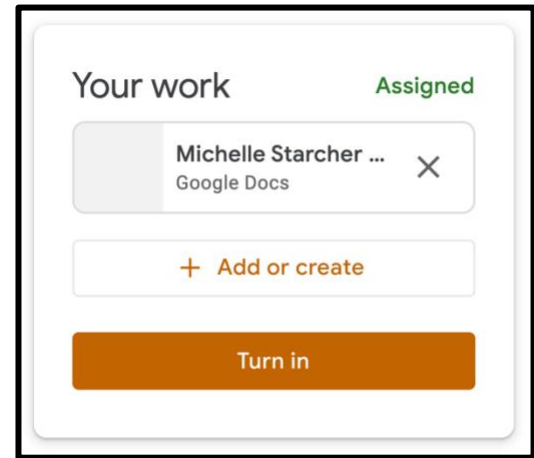 Your work
Assigned
Michelle Starcher ...
Google Docs
+ Add or create
Turn in